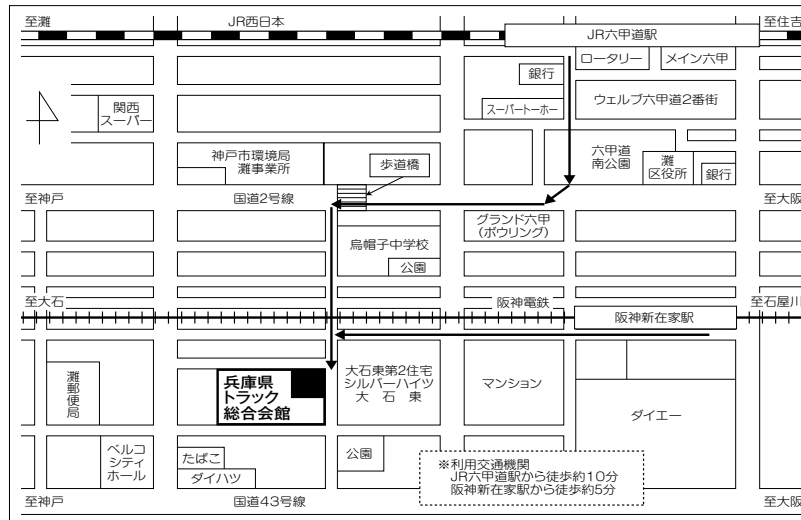 至灘
JR西日本
至住吉
JR六甲道駅
ロータリー
メイン六甲
銀行
スーパートーホー
ウェルブ六甲道2番街
関西
スーパー
神戸市環境局
灘事業所
歩道橋
六甲道
南公園
灘
区役所
銀行
至神戸
国道2号線
至大阪
グランド六甲
(ボウリング)
烏帽子中学校
公園
至大石
阪神電鉄
至石屋川
阪神新在家駅
灘郵便局
兵庫県
トラック
総合会館
大石東第2住宅
シルバーハイツ
大石東
マンション
ダイエー
ベルコ
シティ
ホール
たばこ
ダイハツ
公園
※利用交通機関
JR六甲道駅から徒歩約10分
阪神新在家駅から徒歩約5分
至神戸
国道43号線
至大阪